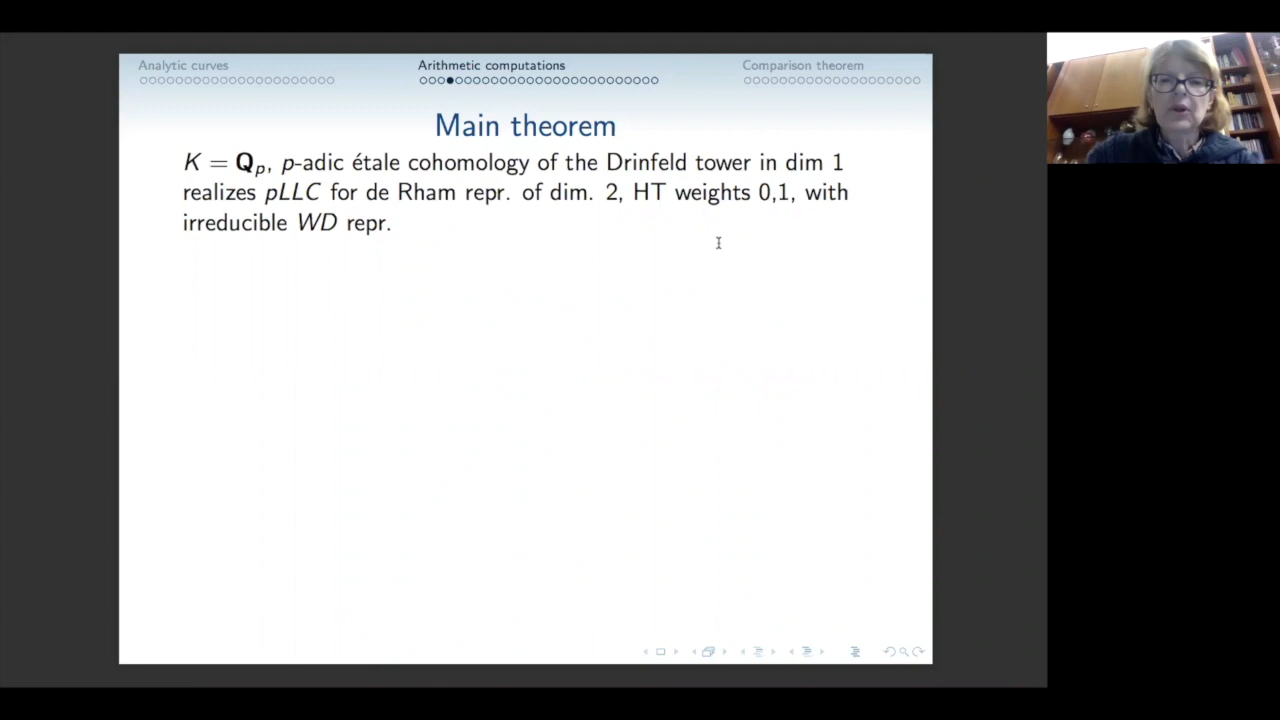 Analytic curves
Arithmetic computations
Comparison theorem
Main theorem
K = Qp, p-adic étale cohomology of the Drinfeld tower in dim 1
realizes pLLC for de Rham repr. of dim. 2, HT weights 0,1, with
irreducible WD repr.